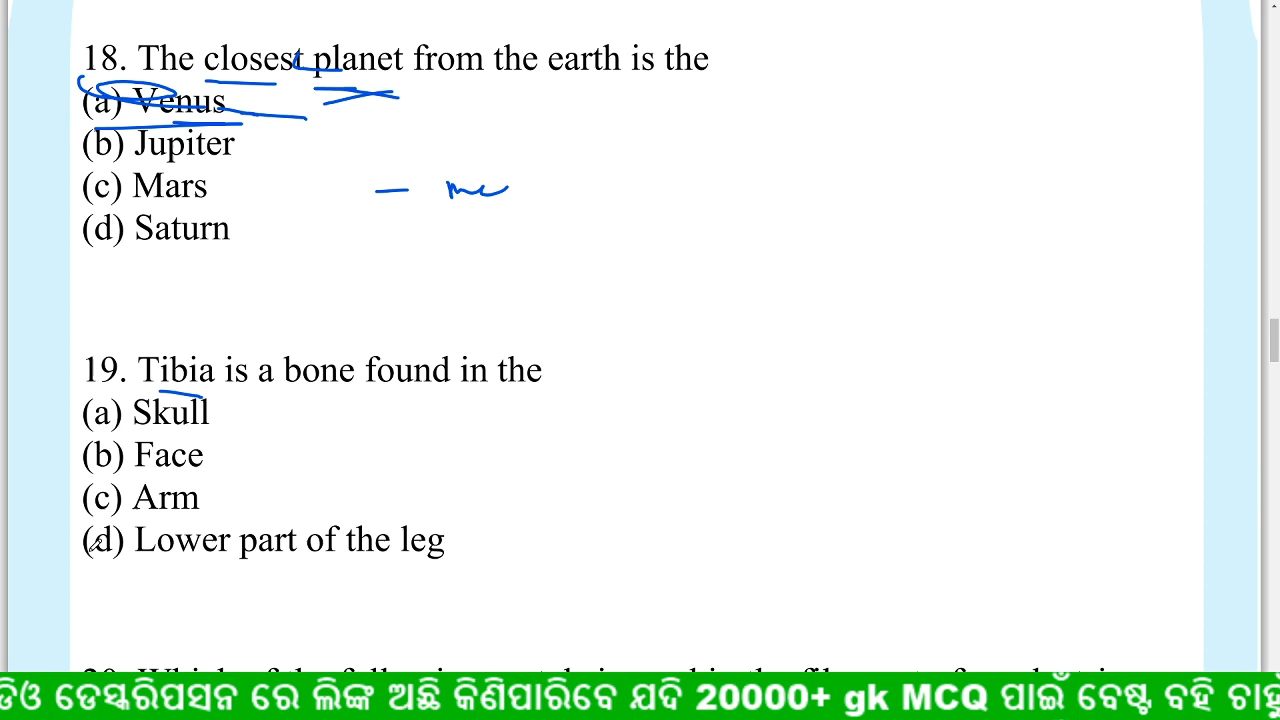 18. The closest planet from the earth is the
(a) Venus
(b) Jupiter
(c) Mars
(d) Saturn
19. Tibia is a bone found in the
(a) Skull
(b) Face
(c) Arm
(d) Lower part of the leg
ଡିଓ ଡେସ୍କରିପସନ ରେ ଲିଙ୍କ ଅଛି କିଣିପାରିବେ ଯଦି 20000+ gk MCQ ପାଇଁ ବେଷ୍ଟ ବହି ଚାହୁଁ